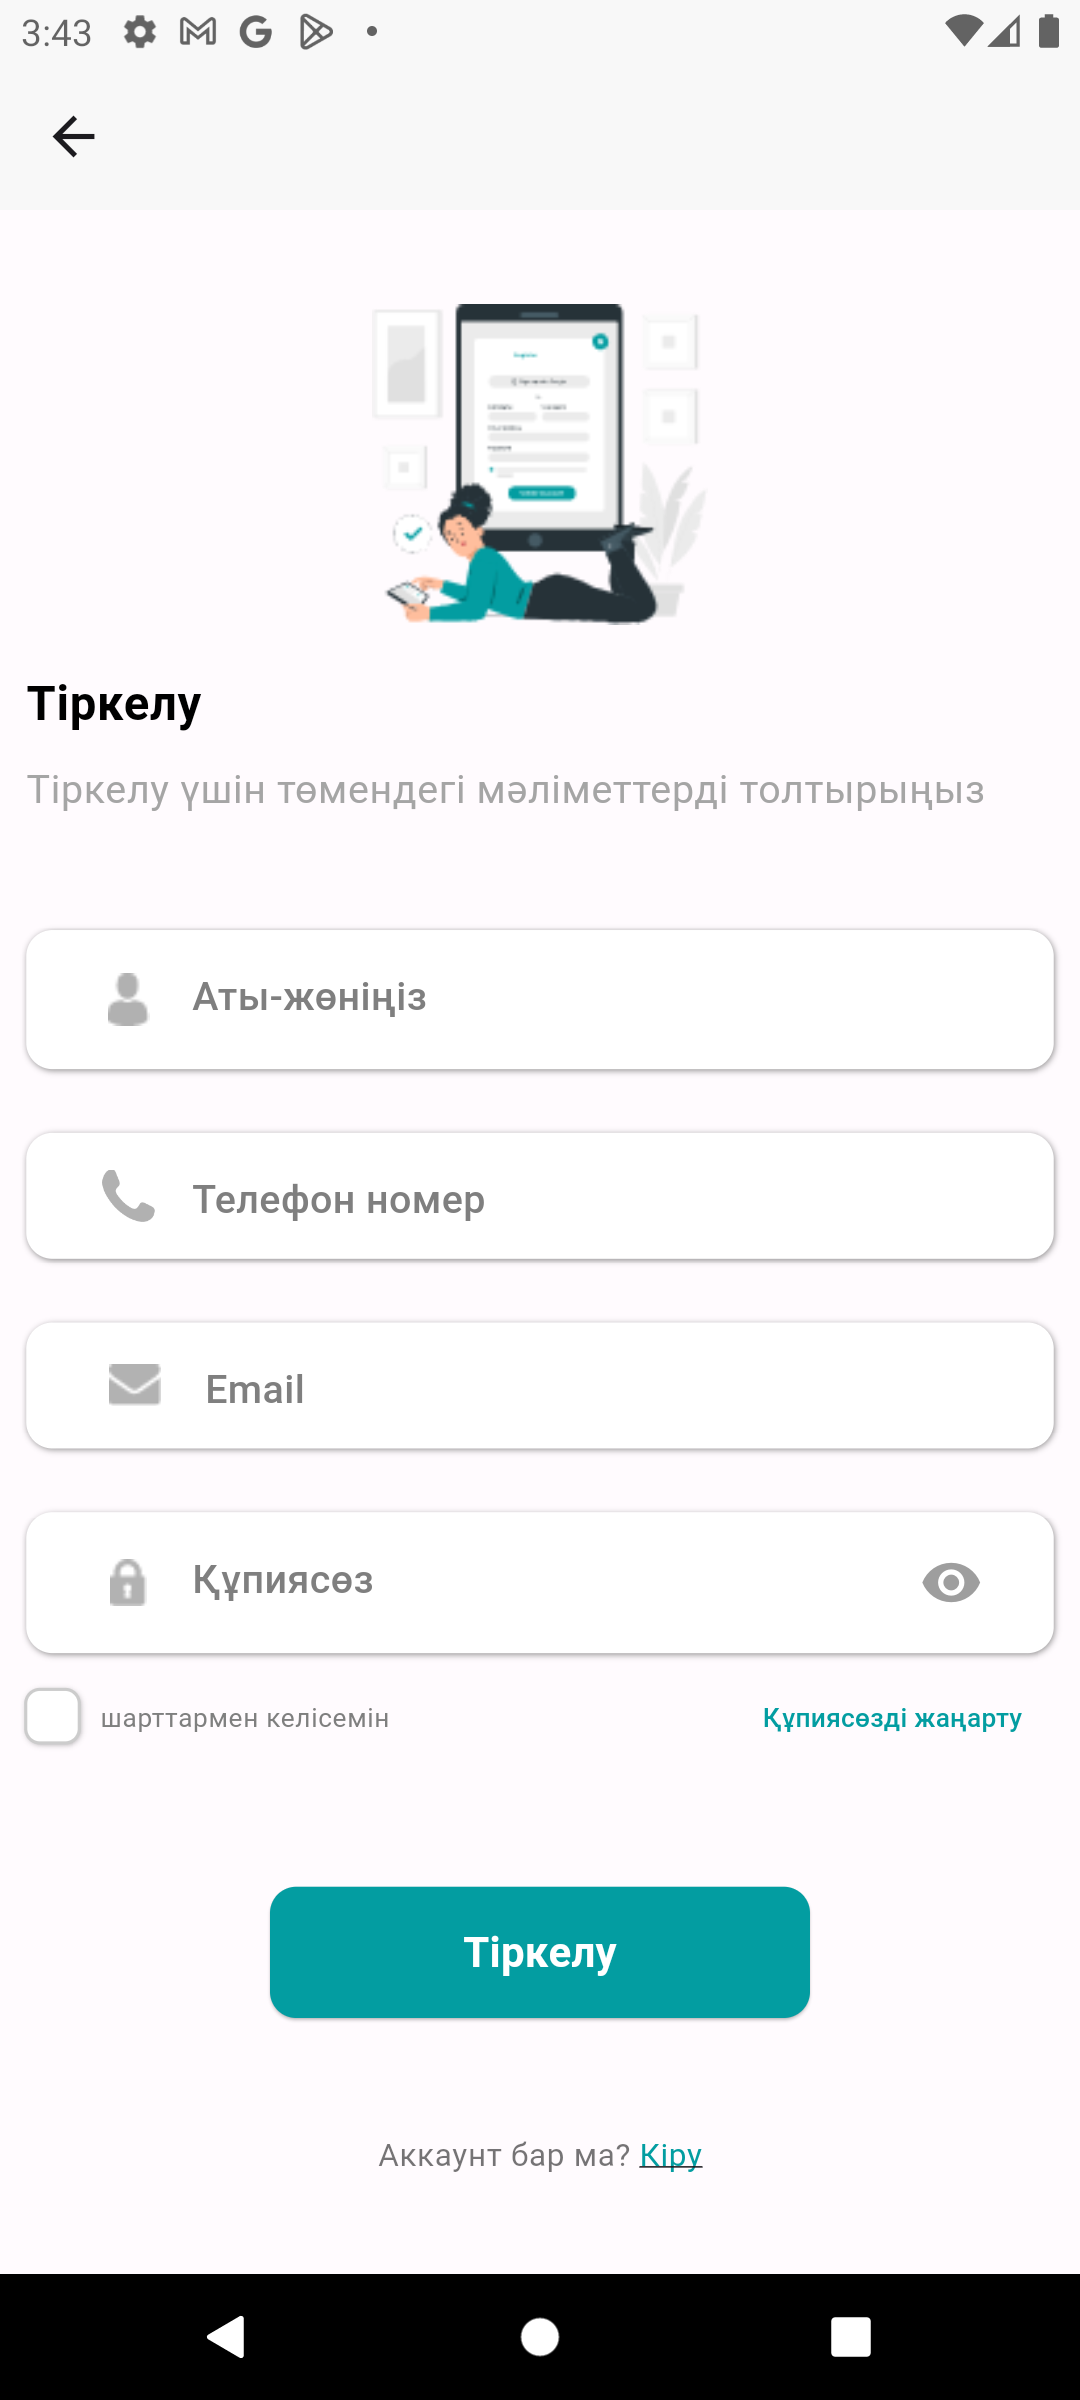 3:43
Тіркелу
Тіркелу үшін төмендегі мәліметтерді толтырыңыз
Аты-жөніңіз
Телефон номер
Email
Құпиясөз
шарттармен келісемін
Құпиясөзді жаңарту
Тіркелу
Аккаунт бар ма? Кіру